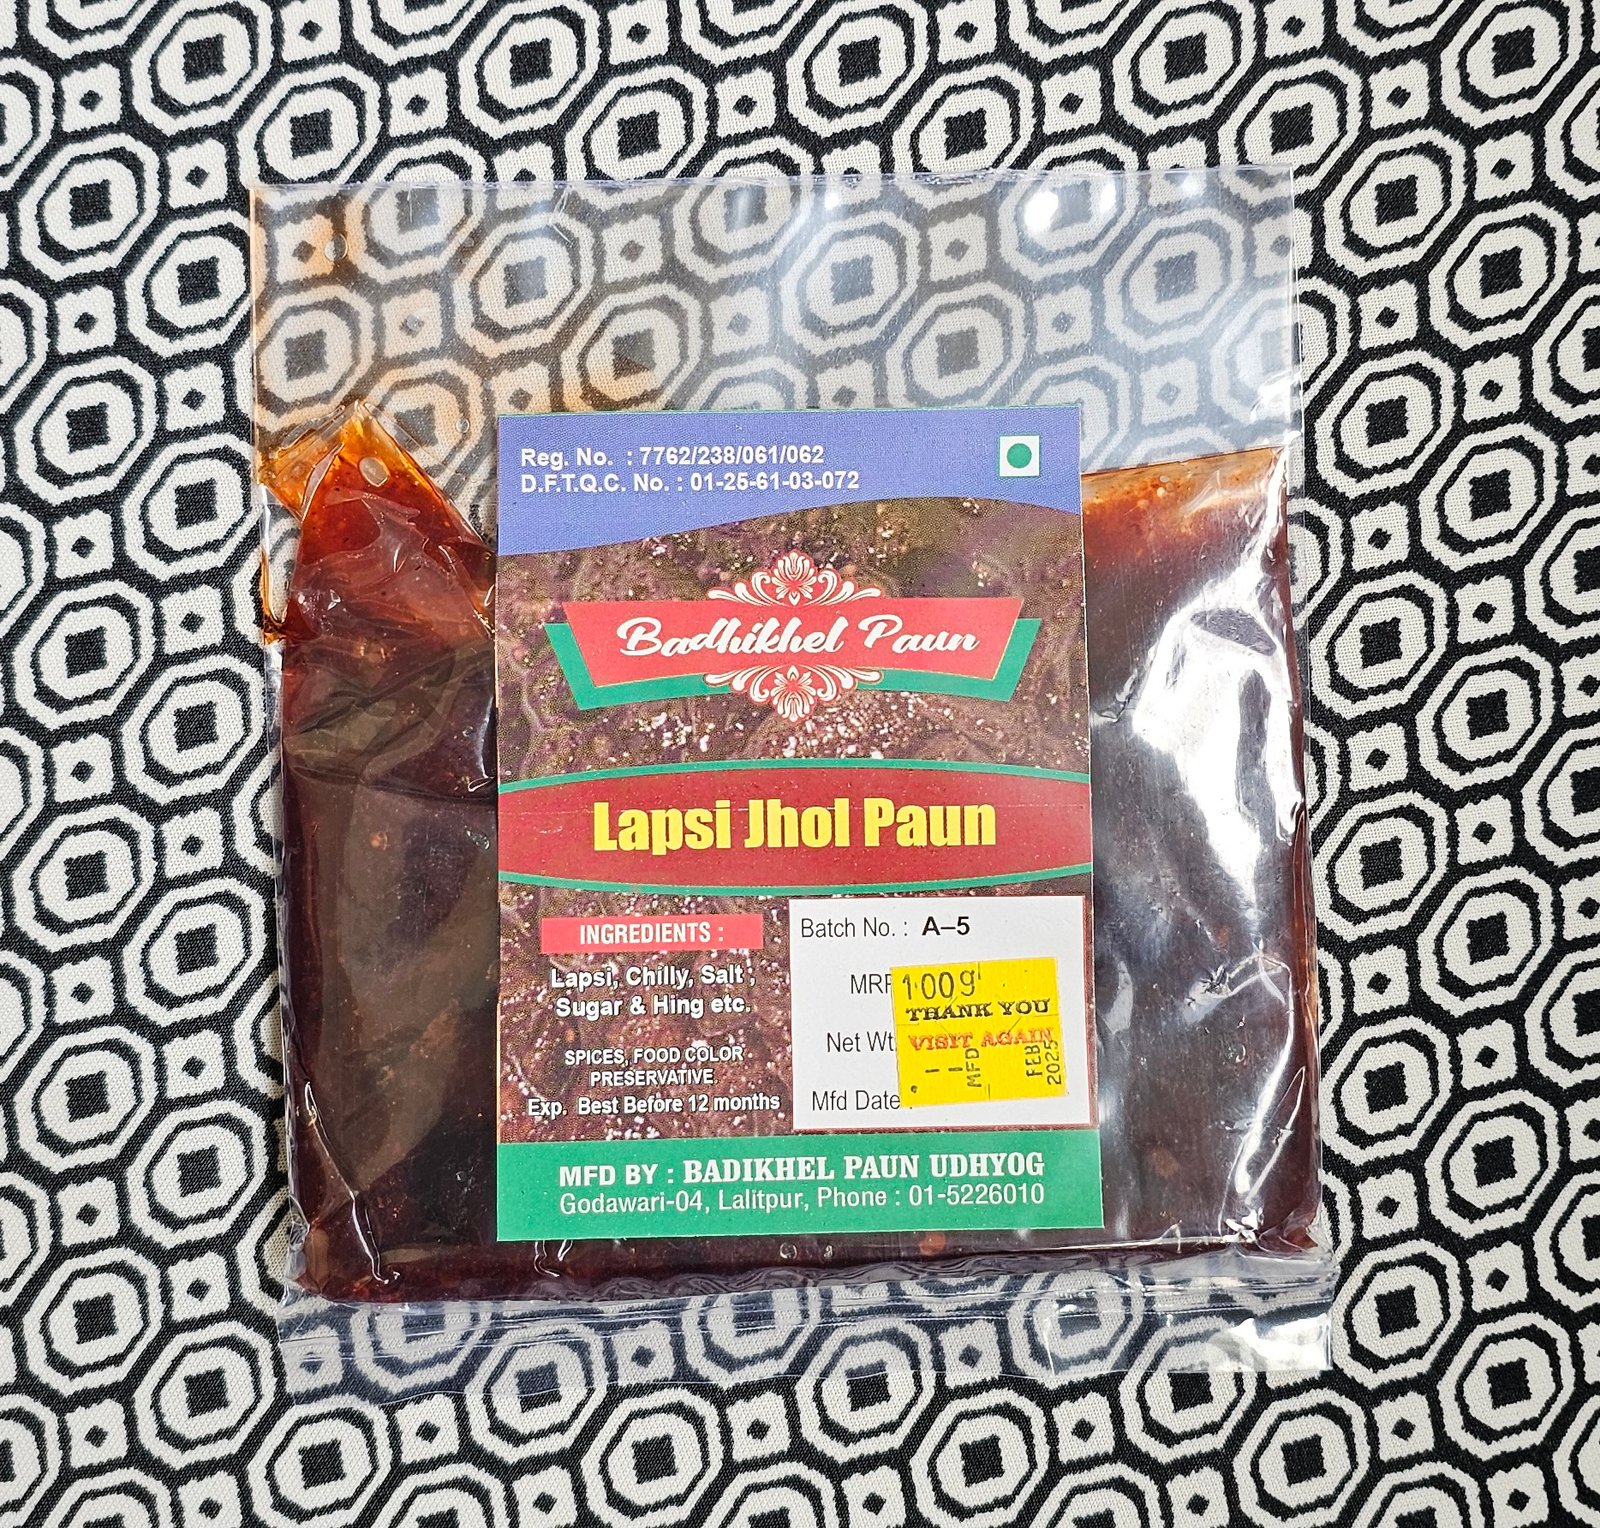 Reg. No. : 7762/238/061/062
D.F.T.Q.C. No. : 01-25-61-03-072
Badhikhel Paun
Lapsi Jhol Paun
INGREDIENTS :
Lapsi, Chilly, Salt ,
Sugar & Hing etc.
SPICES, FOOD COLOR
PRESERVATIVE
Exp. Best Before 12 months
Batch No. : A–5
MRP
Net Wt
Mfd Date :
100g
THANK YOU
VISIT AGAIN
MFD
FEB
2025
MFD BY : BADIKHEL PAUN UDHYOG
Godawari-04, Lalitpur, Phone : 01-5226010